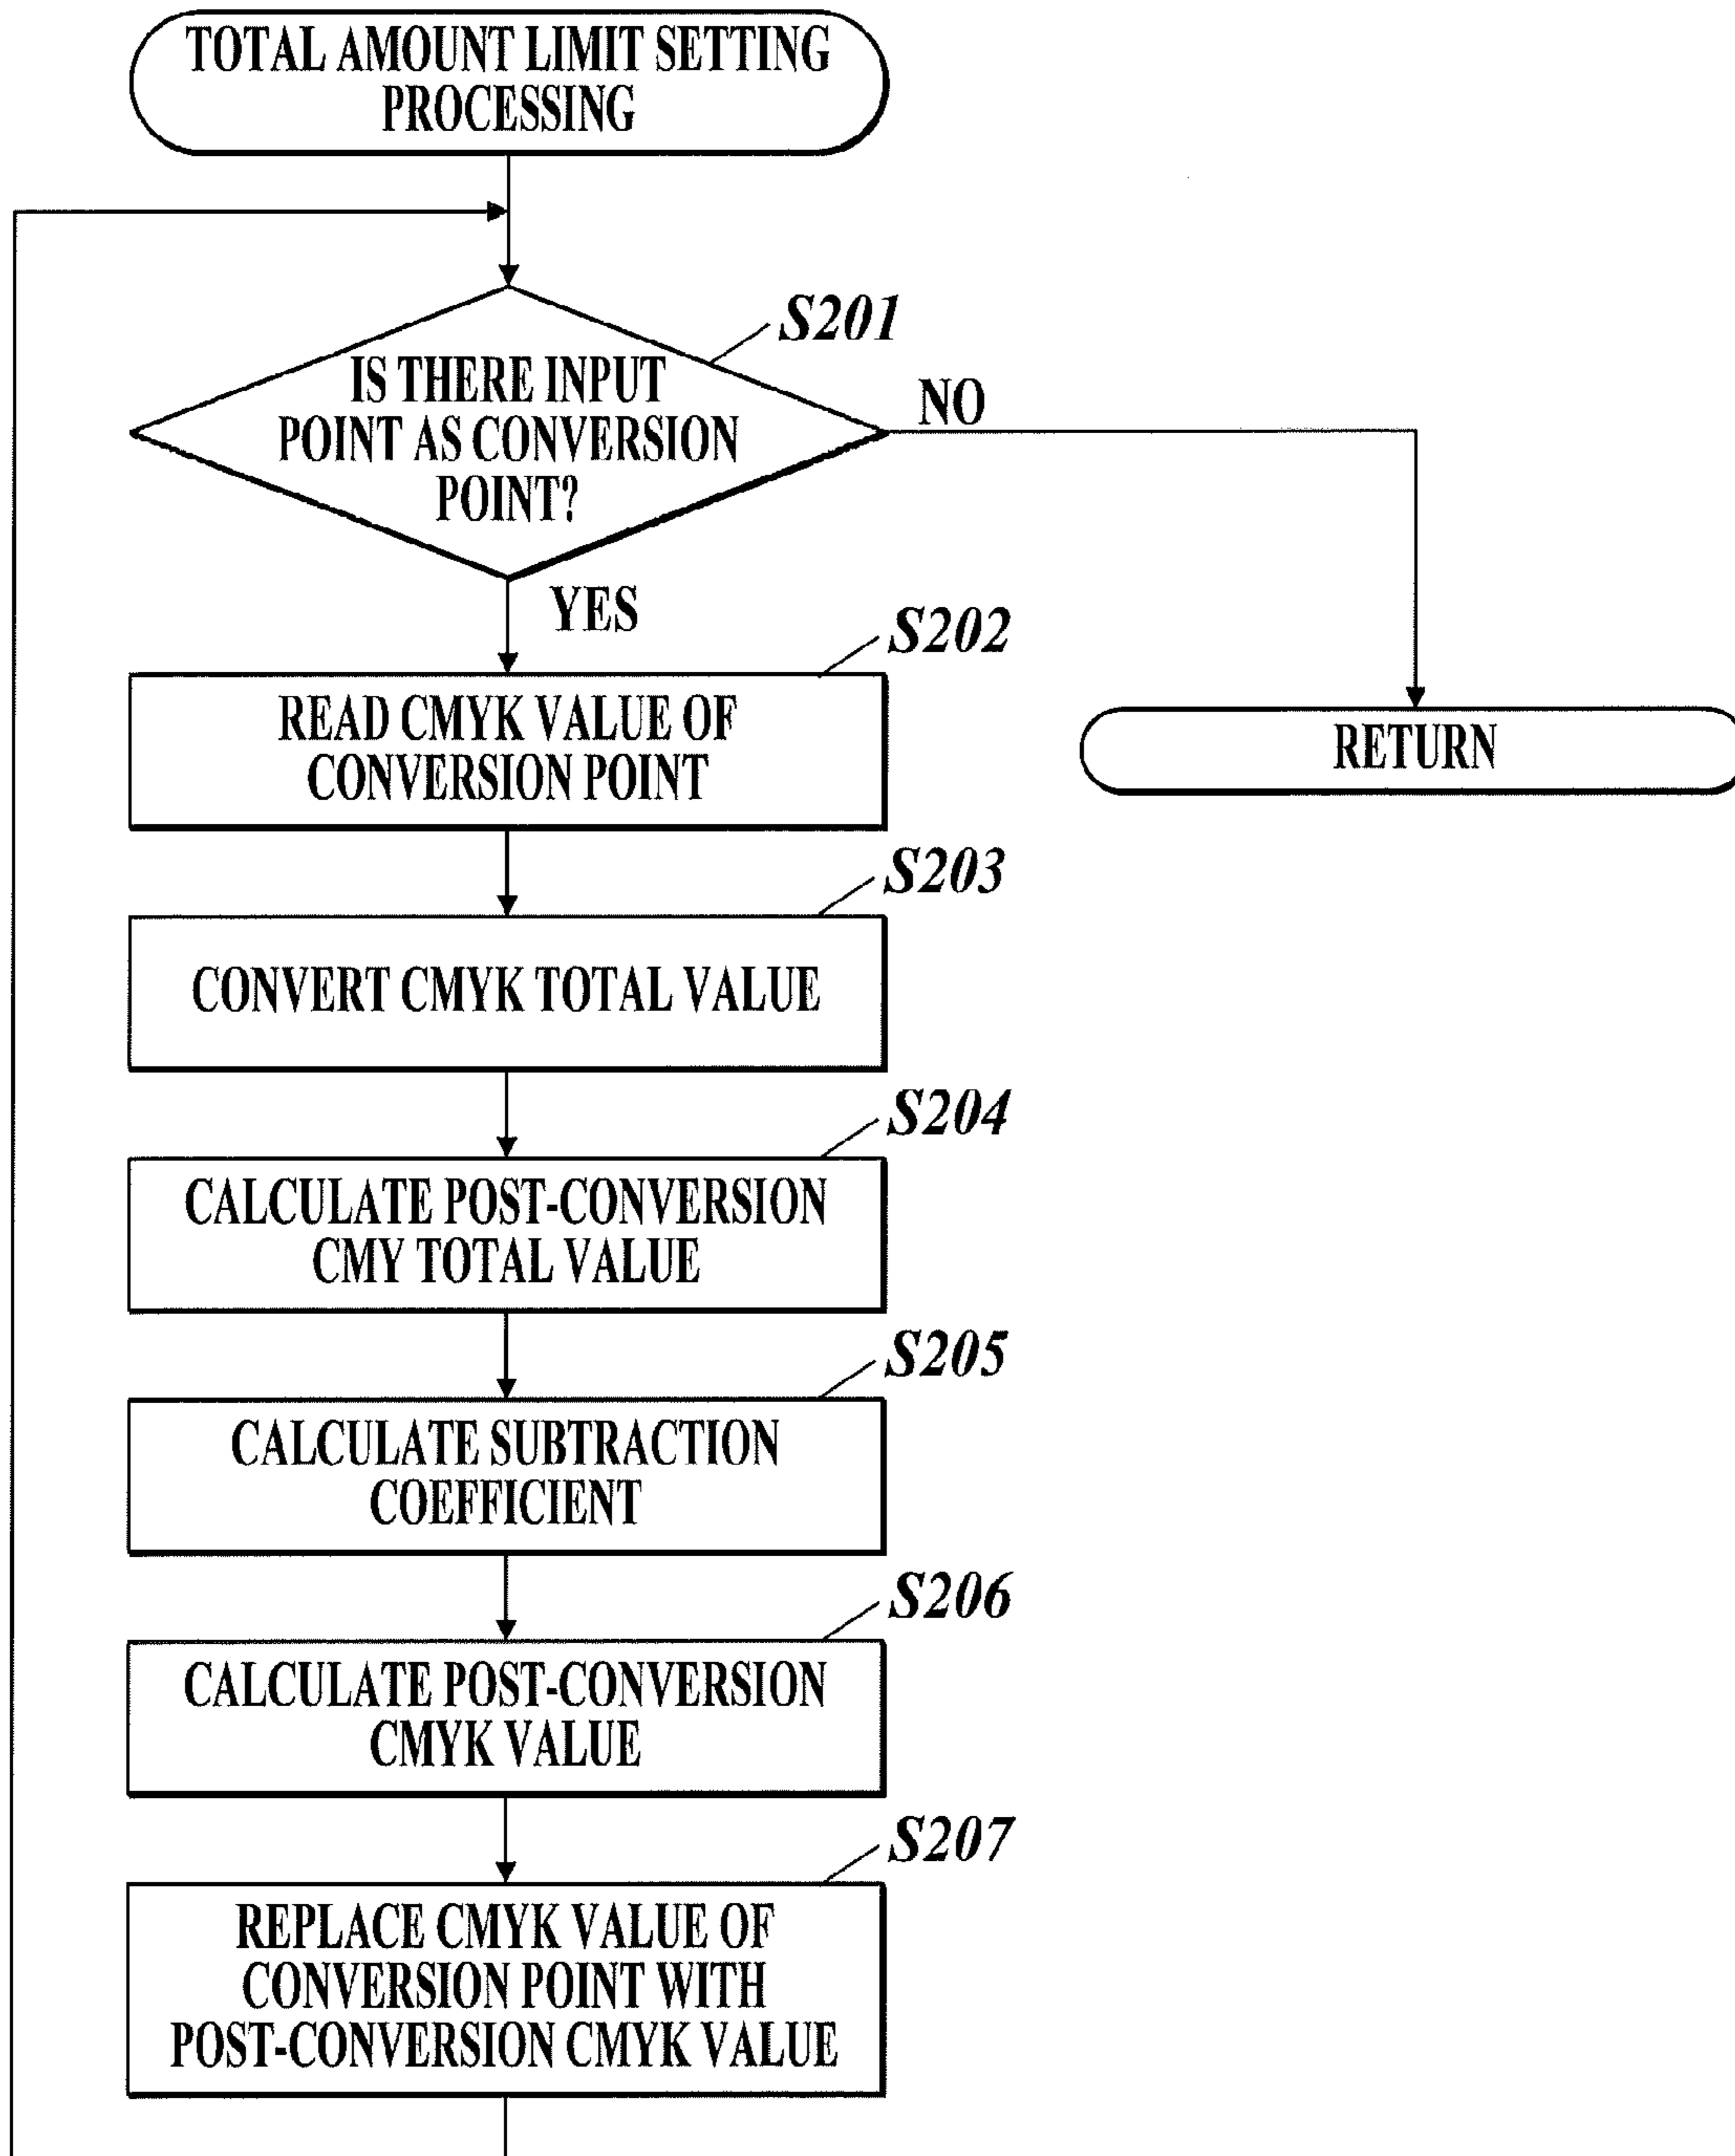 TOTAL AMOUNT LIMIT SETTING
PROCESSING
S201
IS THERE INPUT
POINT AS CONVERSION
POINT?
NO
YES
S202
READ CMYK VALUE OF
CONVERSION POINT
RETURN
S203
CONVERT CMYK TOTAL VALUE
S204
CALCULATE POST-CONVERSION
CMY TOTAL VALUE
S205
CALCULATE SUBTRACTION
COEFFICIENT
S206
CALCULATE POST-CONVERSION
CMYK VALUE
S207
REPLACE CMYK VALUE OF
CONVERSION POINT WITH
POST-CONVERSION CMYK VALUE